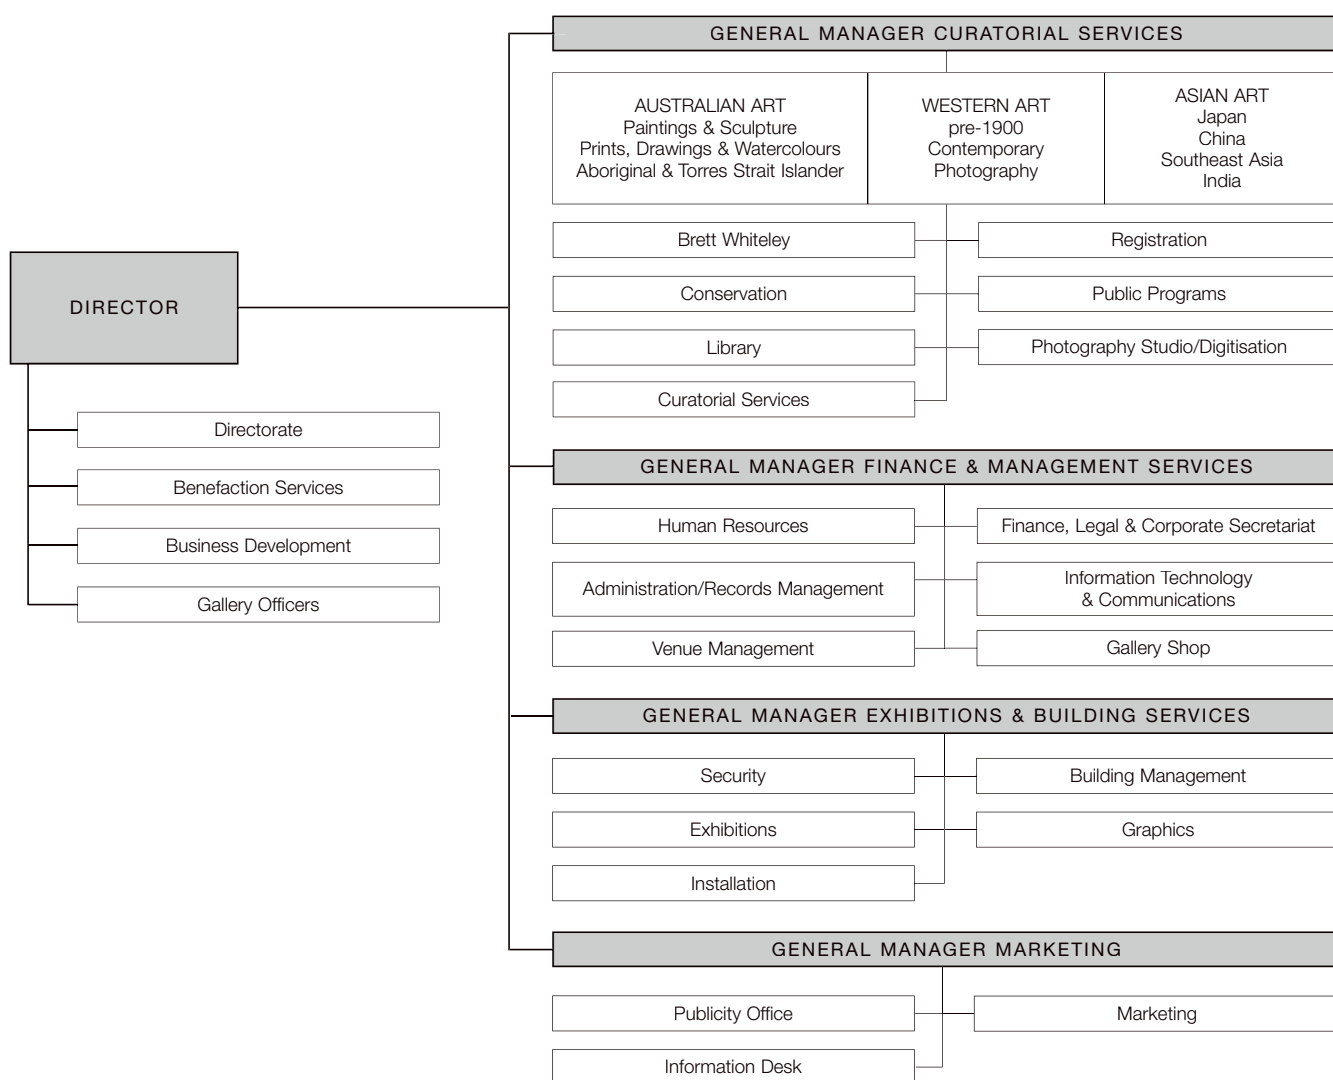 GENERAL MANAGER CURATORIAL SERVICES
AUSTRALIAN ART
Paintings & Sculpture
Prints, Drawings & Watercolours
Aboriginal & Torres Strait Islander
WESTERN ART
pre-1900
Contemporary
Photography
ASIAN ART
Japan
China
Southeast Asia
India
Brett Whiteley
Registration
Conservation
Public Programs
Library
Photography Studio/Digitisation
Curatorial Services
DIRECTOR
Directorate
Benefaction Services
Business Development
Gallery Officers
GENERAL MANAGER FINANCE & MANAGEMENT SERVICES
Human Resources
Finance, Legal & Corporate Secretariat
Administration/Records Management
Information Technology
& Communications
Venue Management
Gallery Shop
GENERAL MANAGER EXHIBITIONS & BUILDING SERVICES
Security
Building Management
Exhibitions
Graphics
Installation
GENERAL MANAGER MARKETING
Publicity Office
Marketing
Information Desk